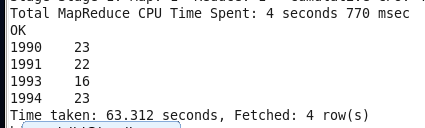 Total MapReduce CPU Time Spent: 4 seconds 770 msec
OK
1990	23
1991	22
1993	16
1994	23
Time taken: 63.312 seconds, Fetched: 4 row(s)